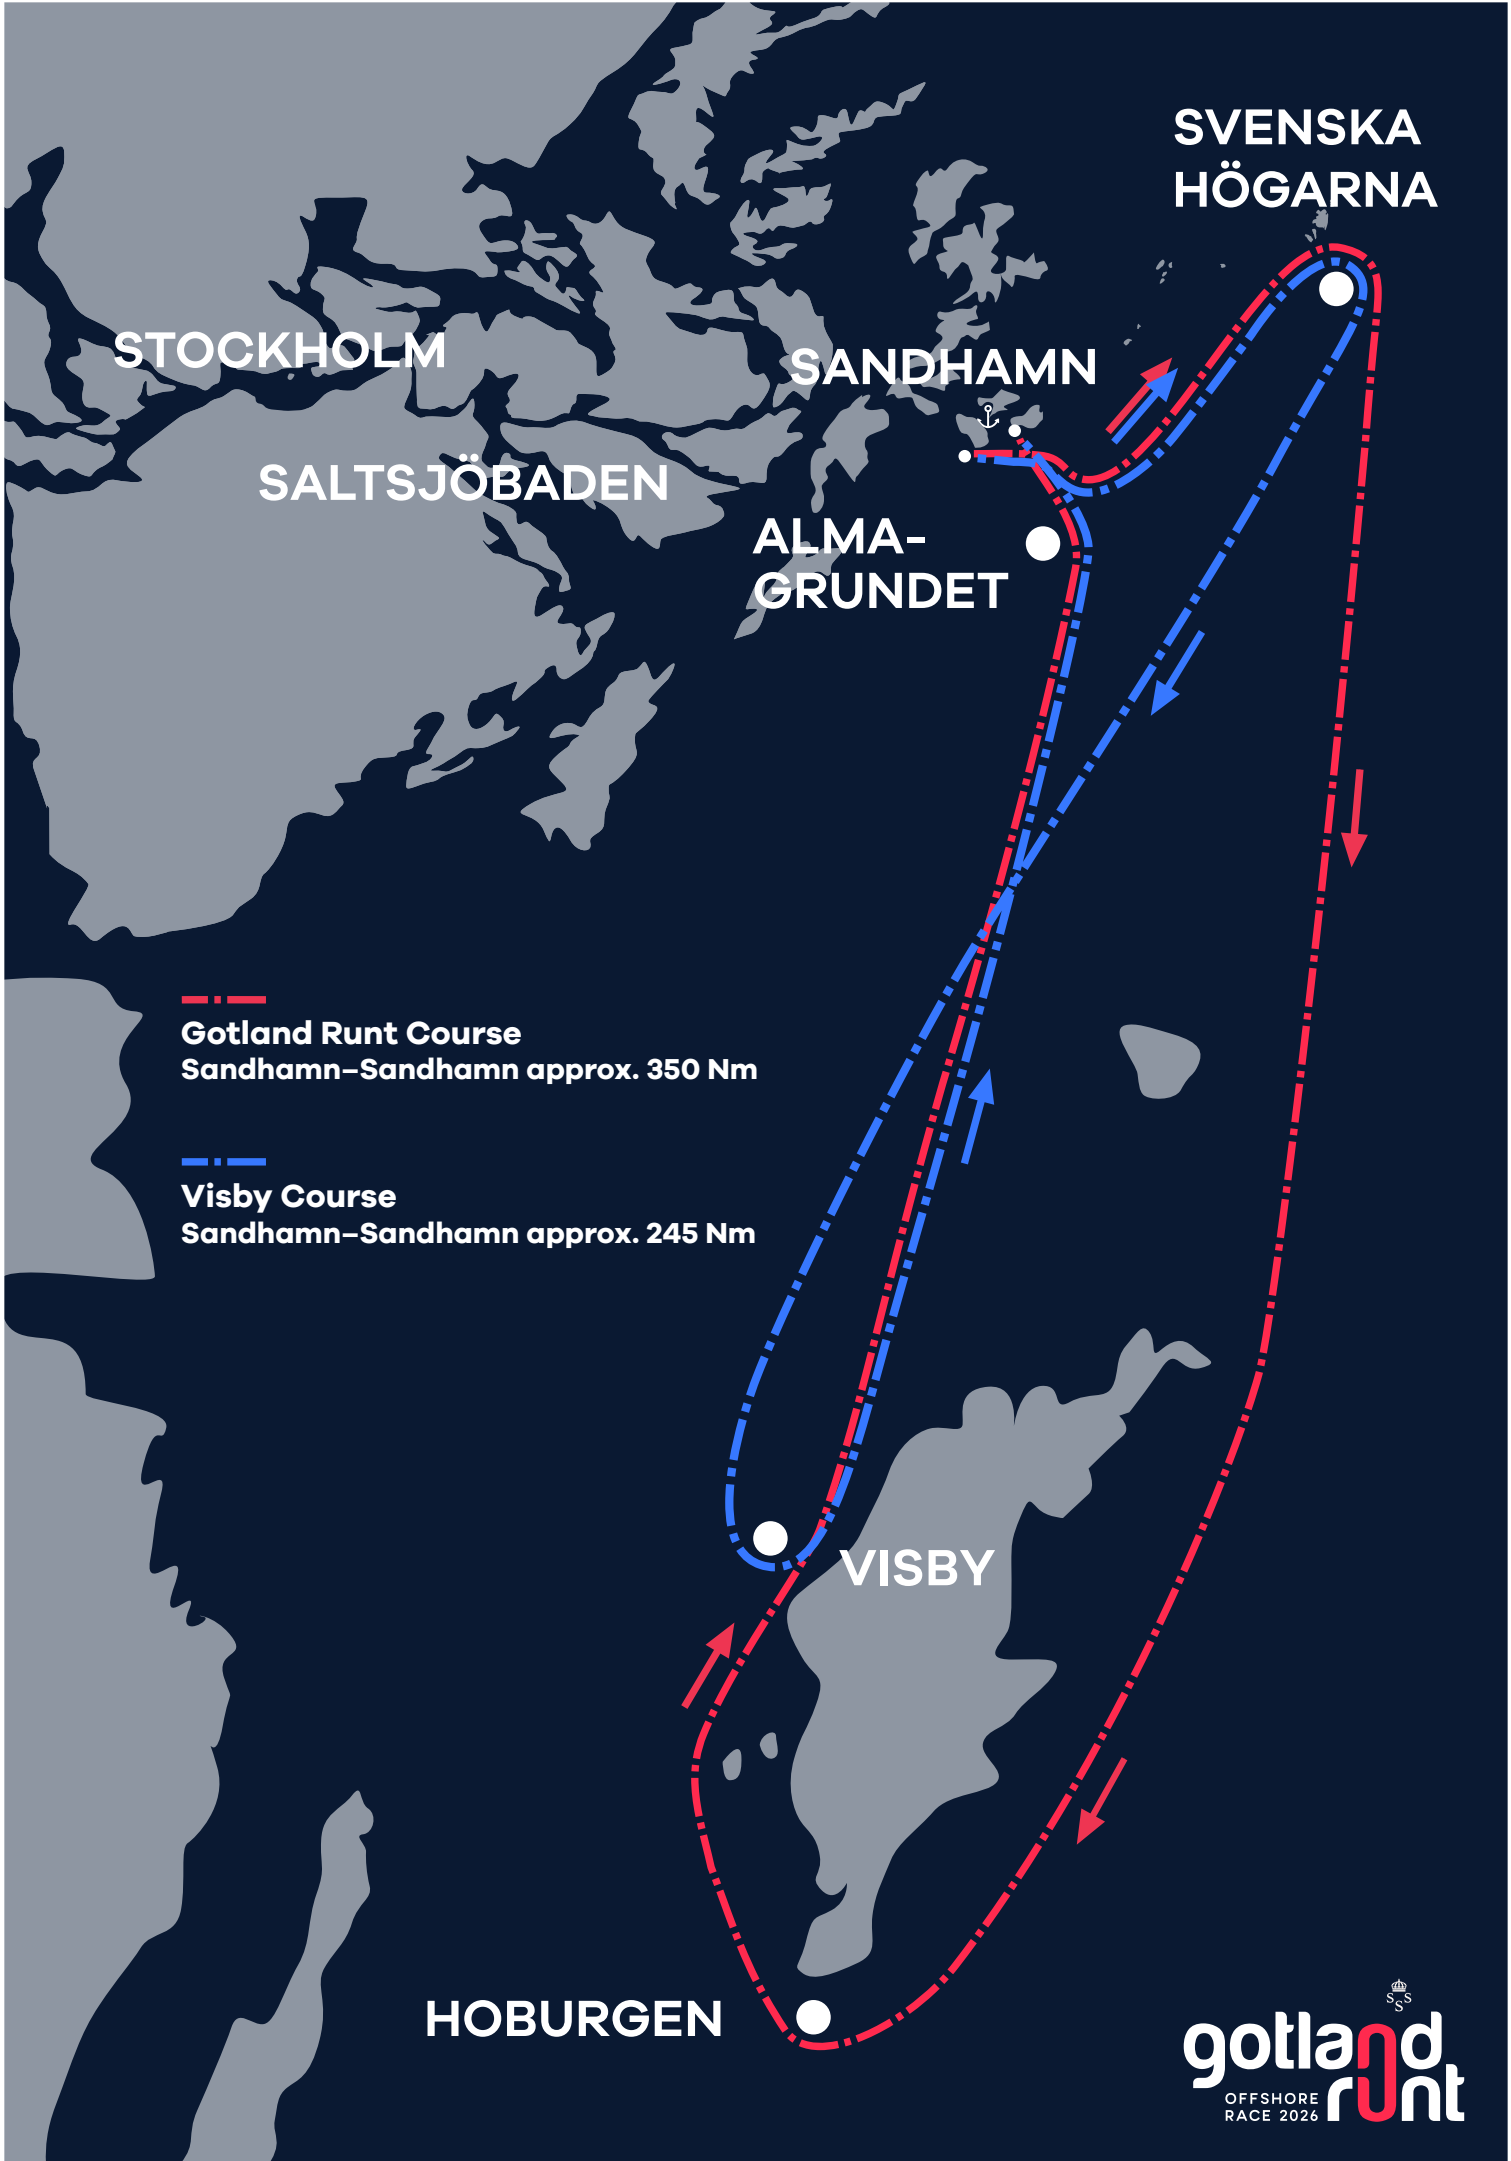 SVENSKA
HÖGARNA
STOCKHOLM
SANDHAMN
SALTSJÖBADEN
ALMA-
GRUNDET
Gotland Runt Course
Sandhamn–Sandhamn approx. 350 Nm
Visby Course
Sandhamn–Sandhamn approx. 245 Nm
VISBY
HOBURGEN
SSS
gotland
runt
OFFSHORE
RACE 2026